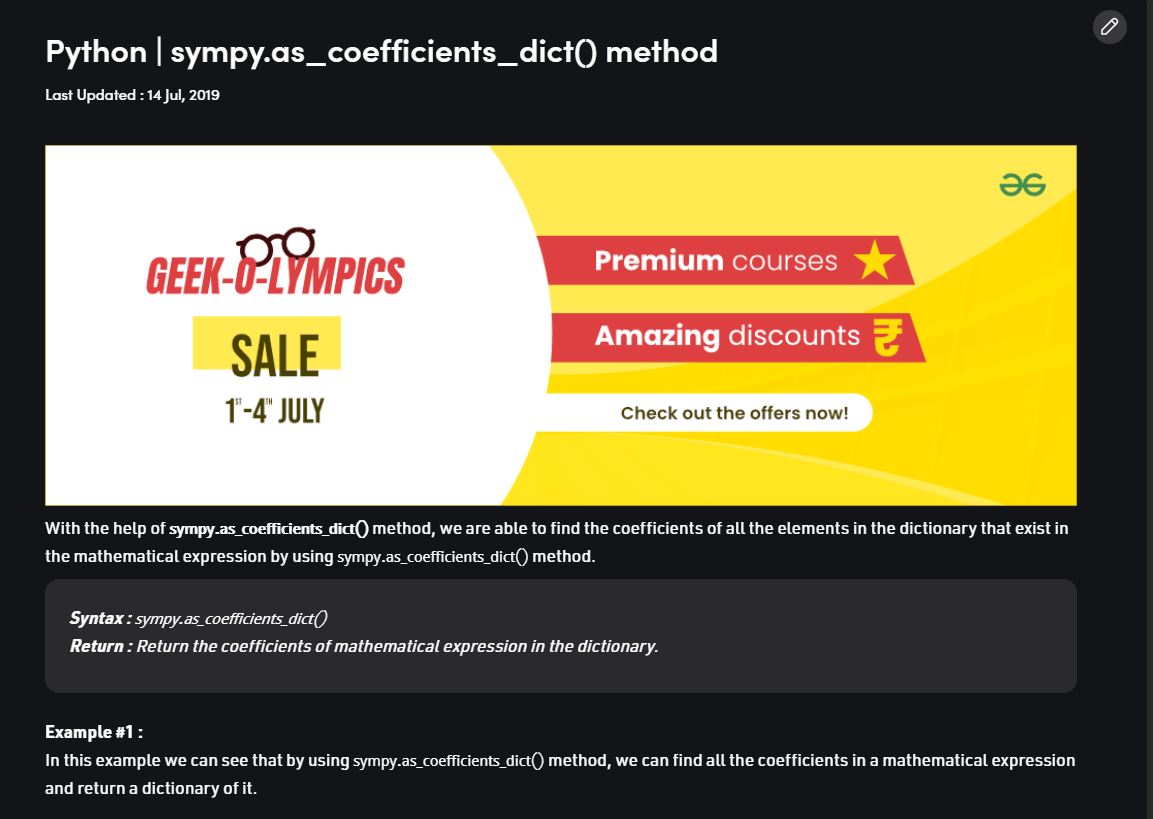 Python | sympy.as_coefficients_dict() method
Last Updated : 14 Jul, 2019
GEEK-O-LYMPICS
SALE
1ST-4TH JULY
Premium courses
Amazing discounts ₹
Check out the offers now!
With the help of sympy.as_coefficients_dict() method, we are able to find the coefficients of all the elements in the dictionary that exist in
the mathematical expression by using sympy.as_coefficients_dict() method.
Syntax : sympy.as_coefficients_dict()
Return : Return the coefficients of mathematical expression in the dictionary.
Example #1 :
In this example we can see that by using sympy.as_coefficients_dict() method, we can find all the coefficients in a mathematical expression
and return a dictionary of it.